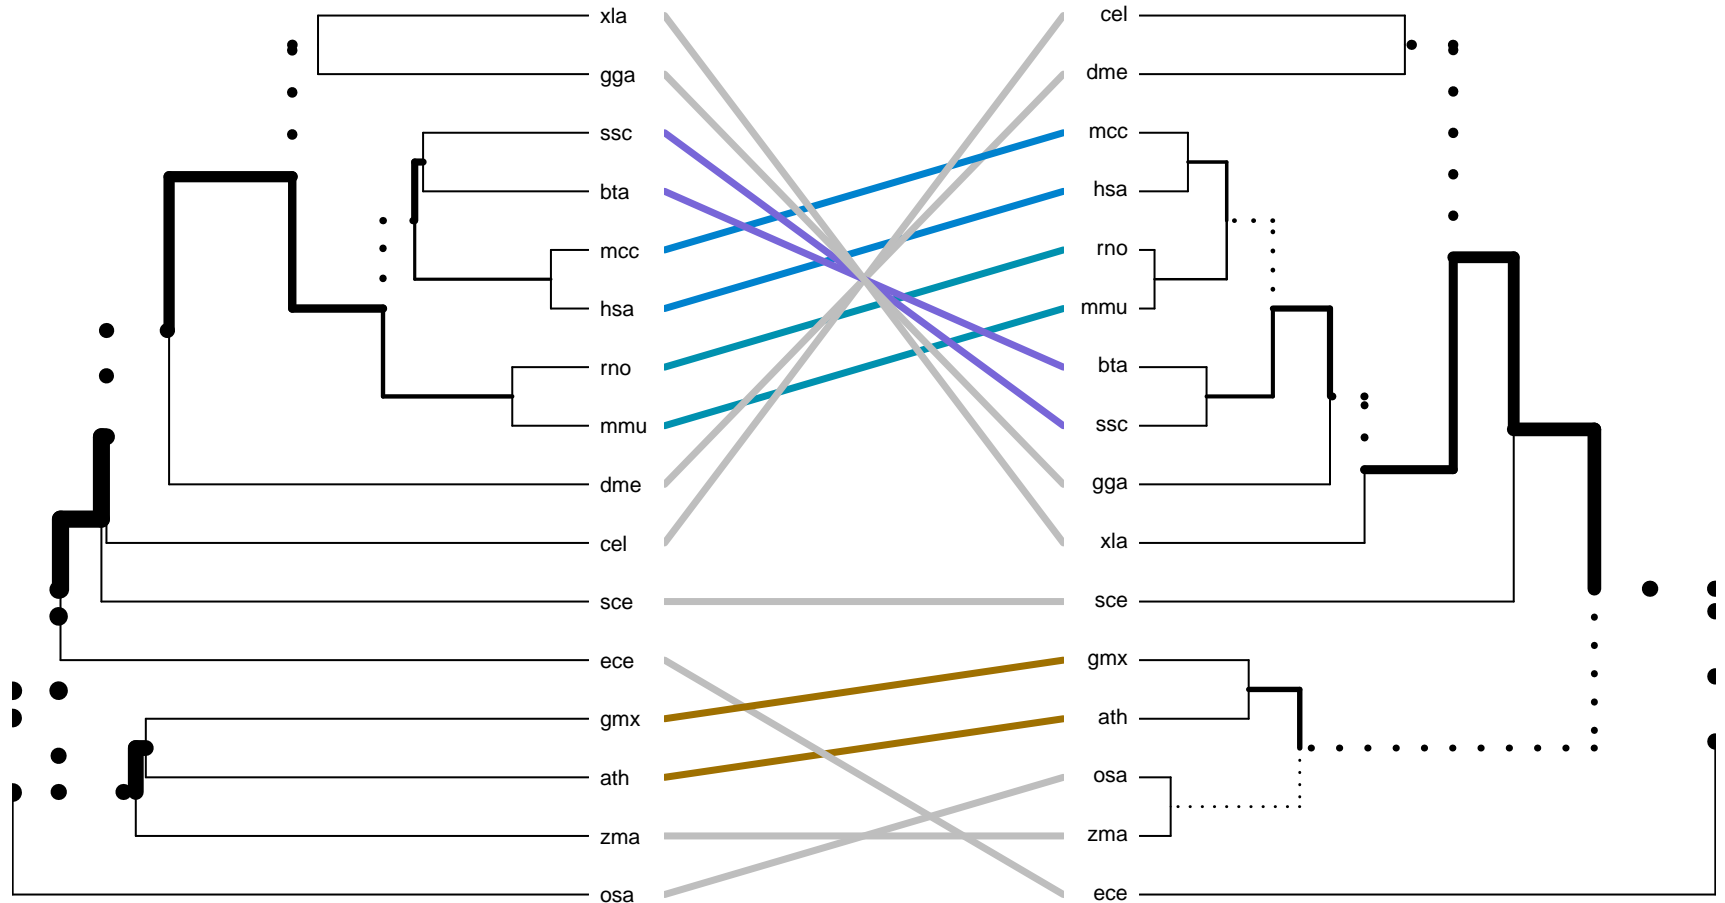 xla
gga
ssc
bta
mcc
hsa
rno
mmu
dme
cel
sce
ece
gmx
ath
zma
osa
cel
dme
mcc
hsa
rno
mmu
bta
ssc
gga
xla
sce
gmx
ath
osa
zma
ece